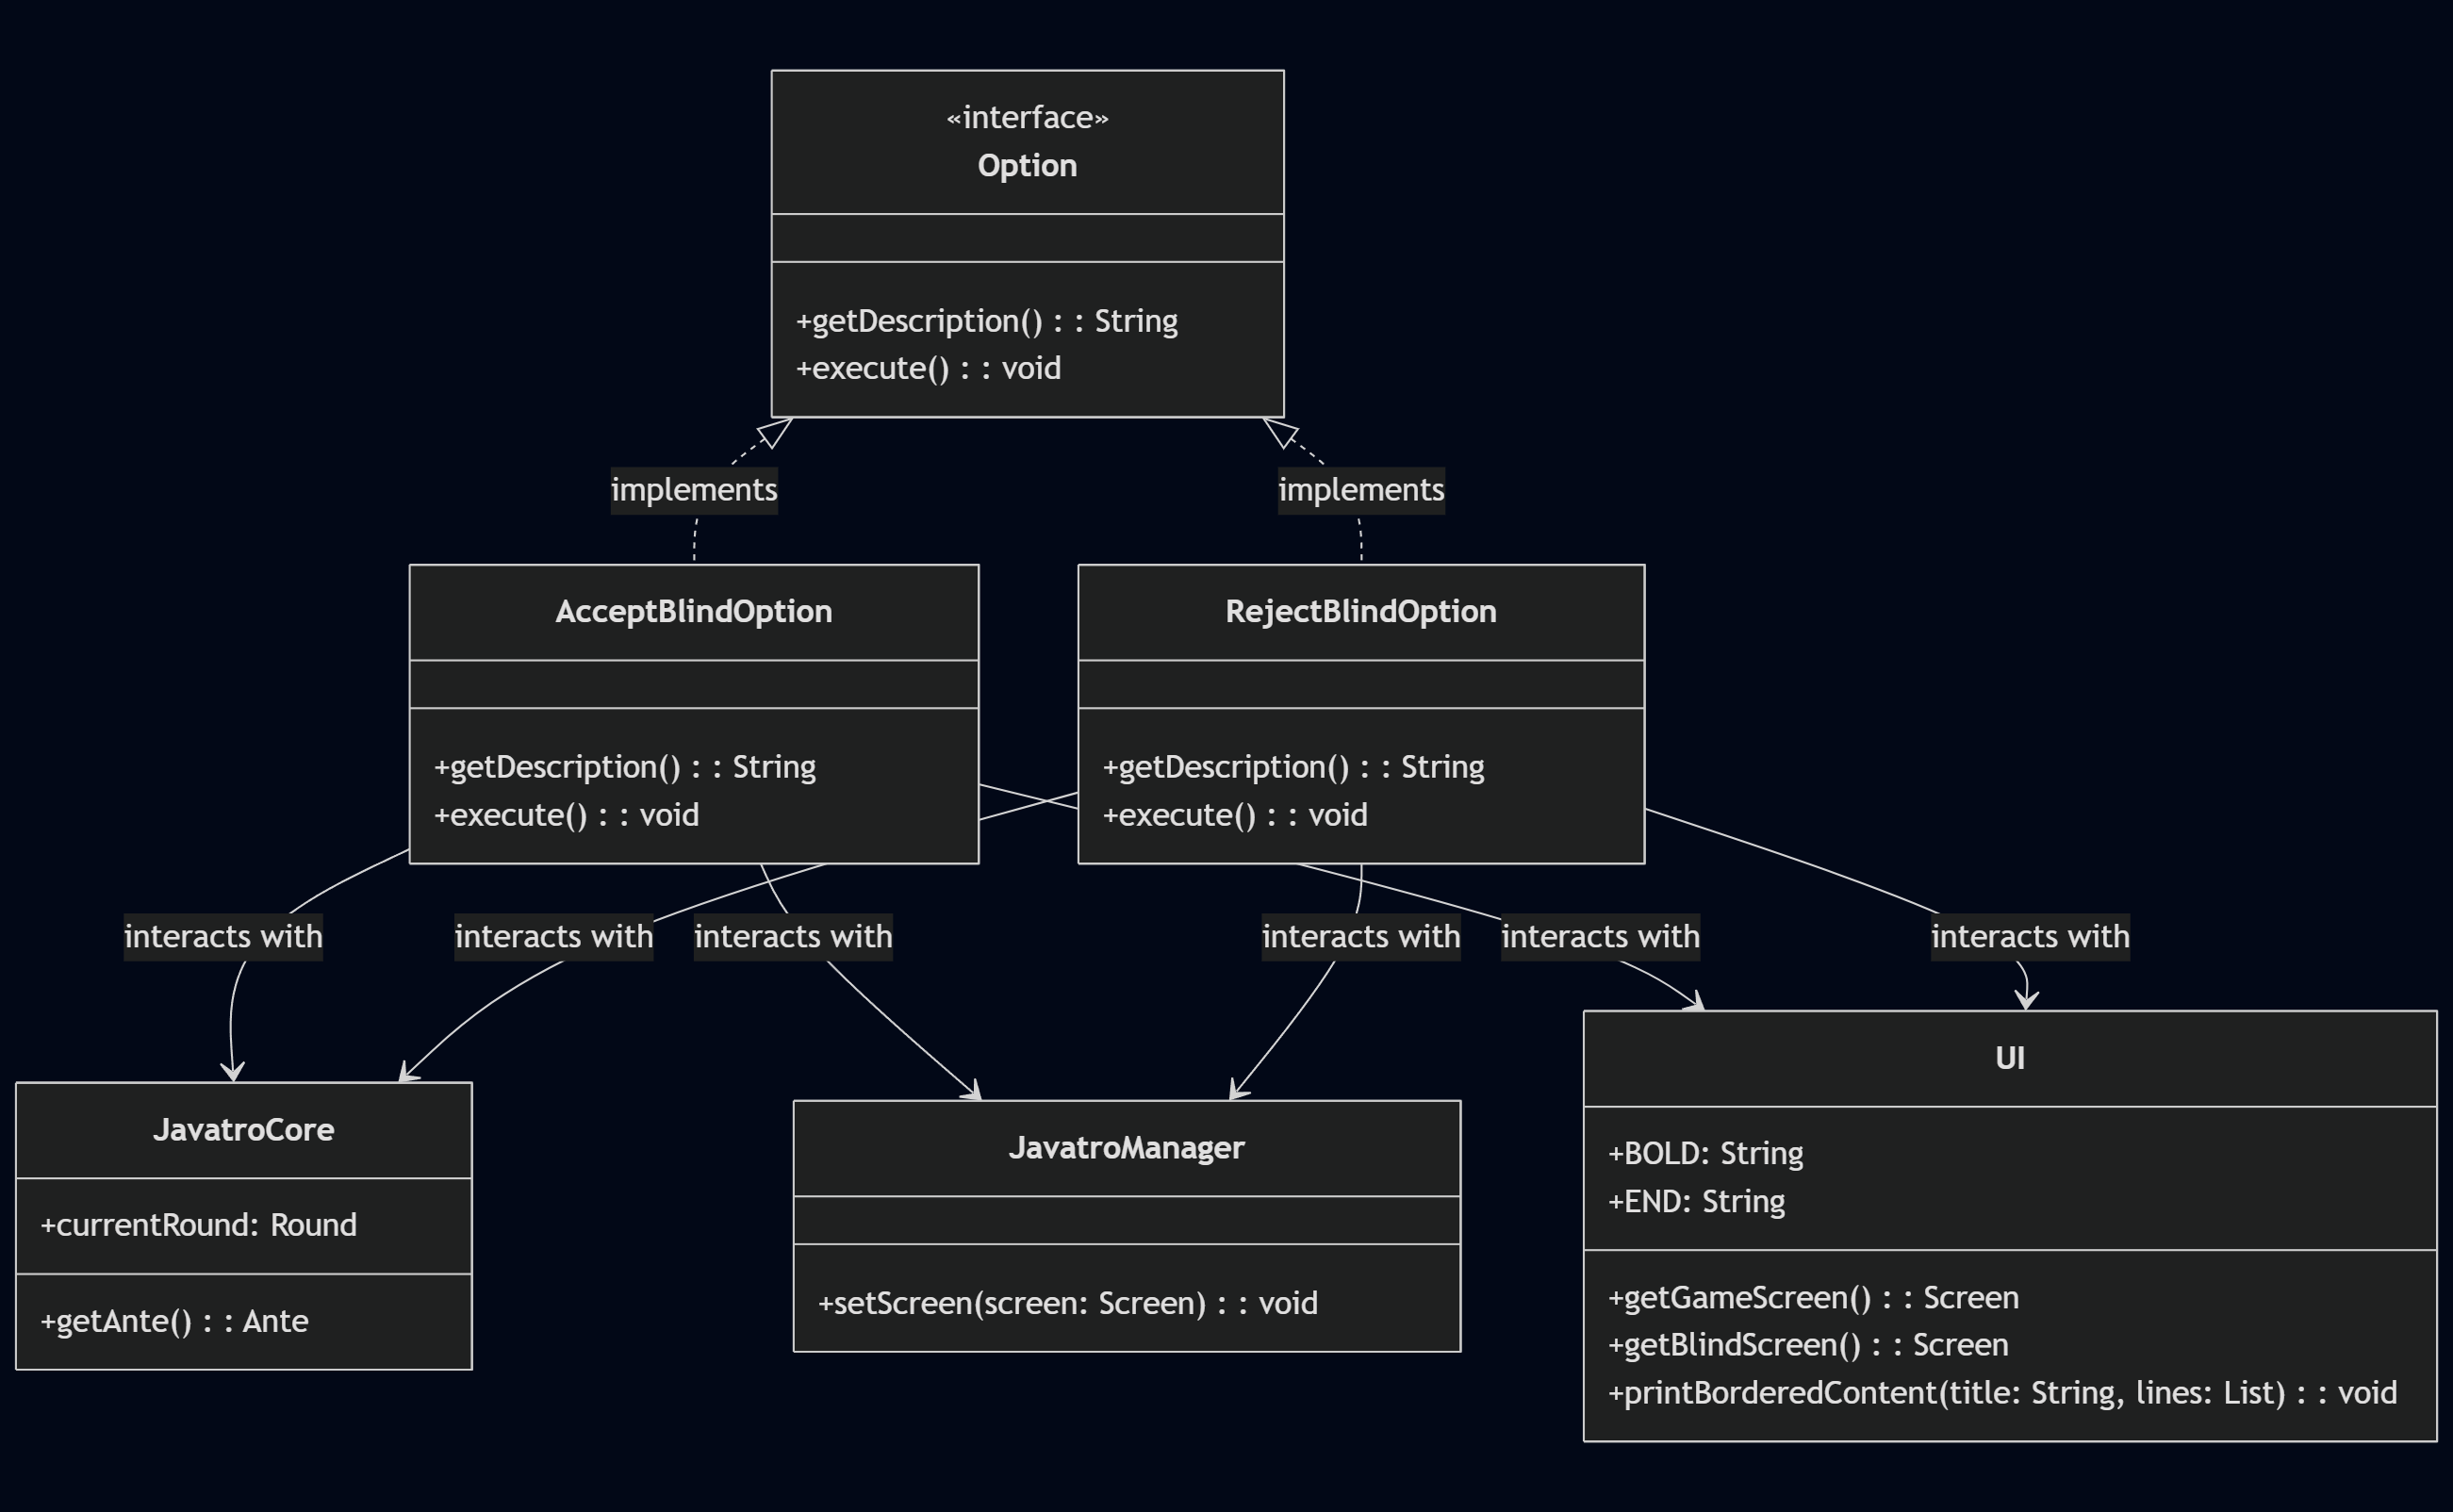 «interface»
Option
+getDescription() : : String
+execute() : : void
implements
implements
AcceptBlindOption
+getDescription() : : String
+execute() : : void
RejectBlindOption
+getDescription() : : String
+execute() : : void
interacts with
interacts with
interacts with
interacts with
interacts with
interacts with
JavatroCore
+currentRound: Round
+getAnte() : : Ante
JavatroManager
+setScreen(screen: Screen) : : void
UI
+BOLD: String
+END: String
+getGameScreen() : : Screen
+getBlindScreen() : : Screen
+printBorderedContent(title: String, lines: List) : : void